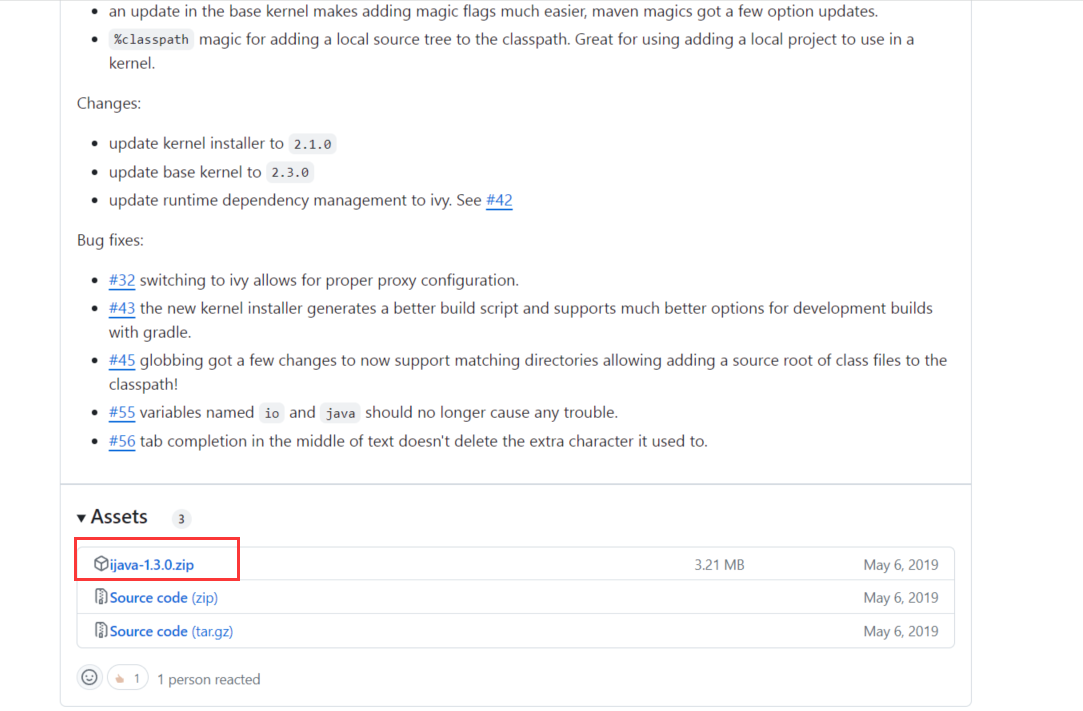 an update in the base kernel makes adding magic flags much easier, maven magics got a few option updates.
%classpath magic for adding a local source tree to the classpath. Great for using adding a local project to use in a
kernel.
Changes:
update kernel installer to 2.1.0
update base kernel to 2.3.0
update runtime dependency management to ivy. See #42
Bug fixes:
#32 switching to ivy allows for proper proxy configuration.
#43 the new kernel installer generates a better build script and supports much better options for development builds
with gradle.
#45 globbing got a few changes to now support matching directories allowing adding a source root of class files to the
classpath!
#55 variables named io and java should no longer cause any trouble.
#56 tab completion in the middle of text doesn't delete the extra character it used to.
Assets 3
ijava-1.3.0.zip 3.21 MB May 6, 2019
Source code (zip) May 6, 2019
Source code (tar.gz) May 6, 2019
1 1 person reacted